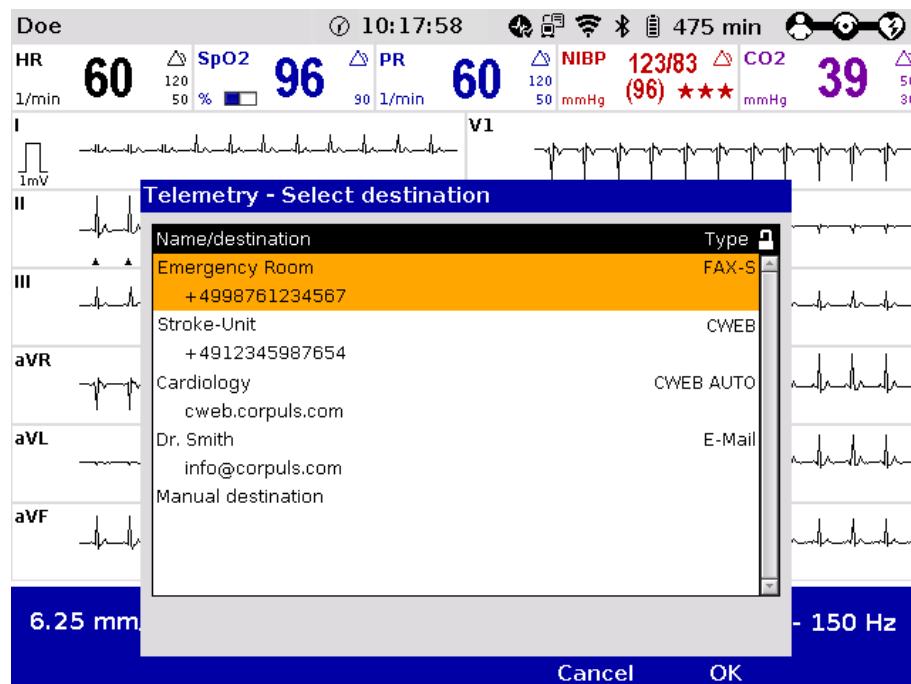 Doe 10:17:58 475 min
HR 60 120 50 1/min
SpO2 96 90 %
PR 60 120 50 1/min
NIBP 123/83 (96) ★★★ mmHg
CO2 39 mmHg
I V1
1mV
Telemetry - Select destination
II
Name/destination Type
Emergency Room FAX-S
+4998761234567
III
Stroke-Unit CWEB
+4912345987654
aVR
Cardiology CWEB AUTO
cweb.corpuls.com
aVL
Dr. Smith E-Mail
info@corpuls.com
Manual destination
aVF
6.25 mm - 150 Hz
Cancel OK